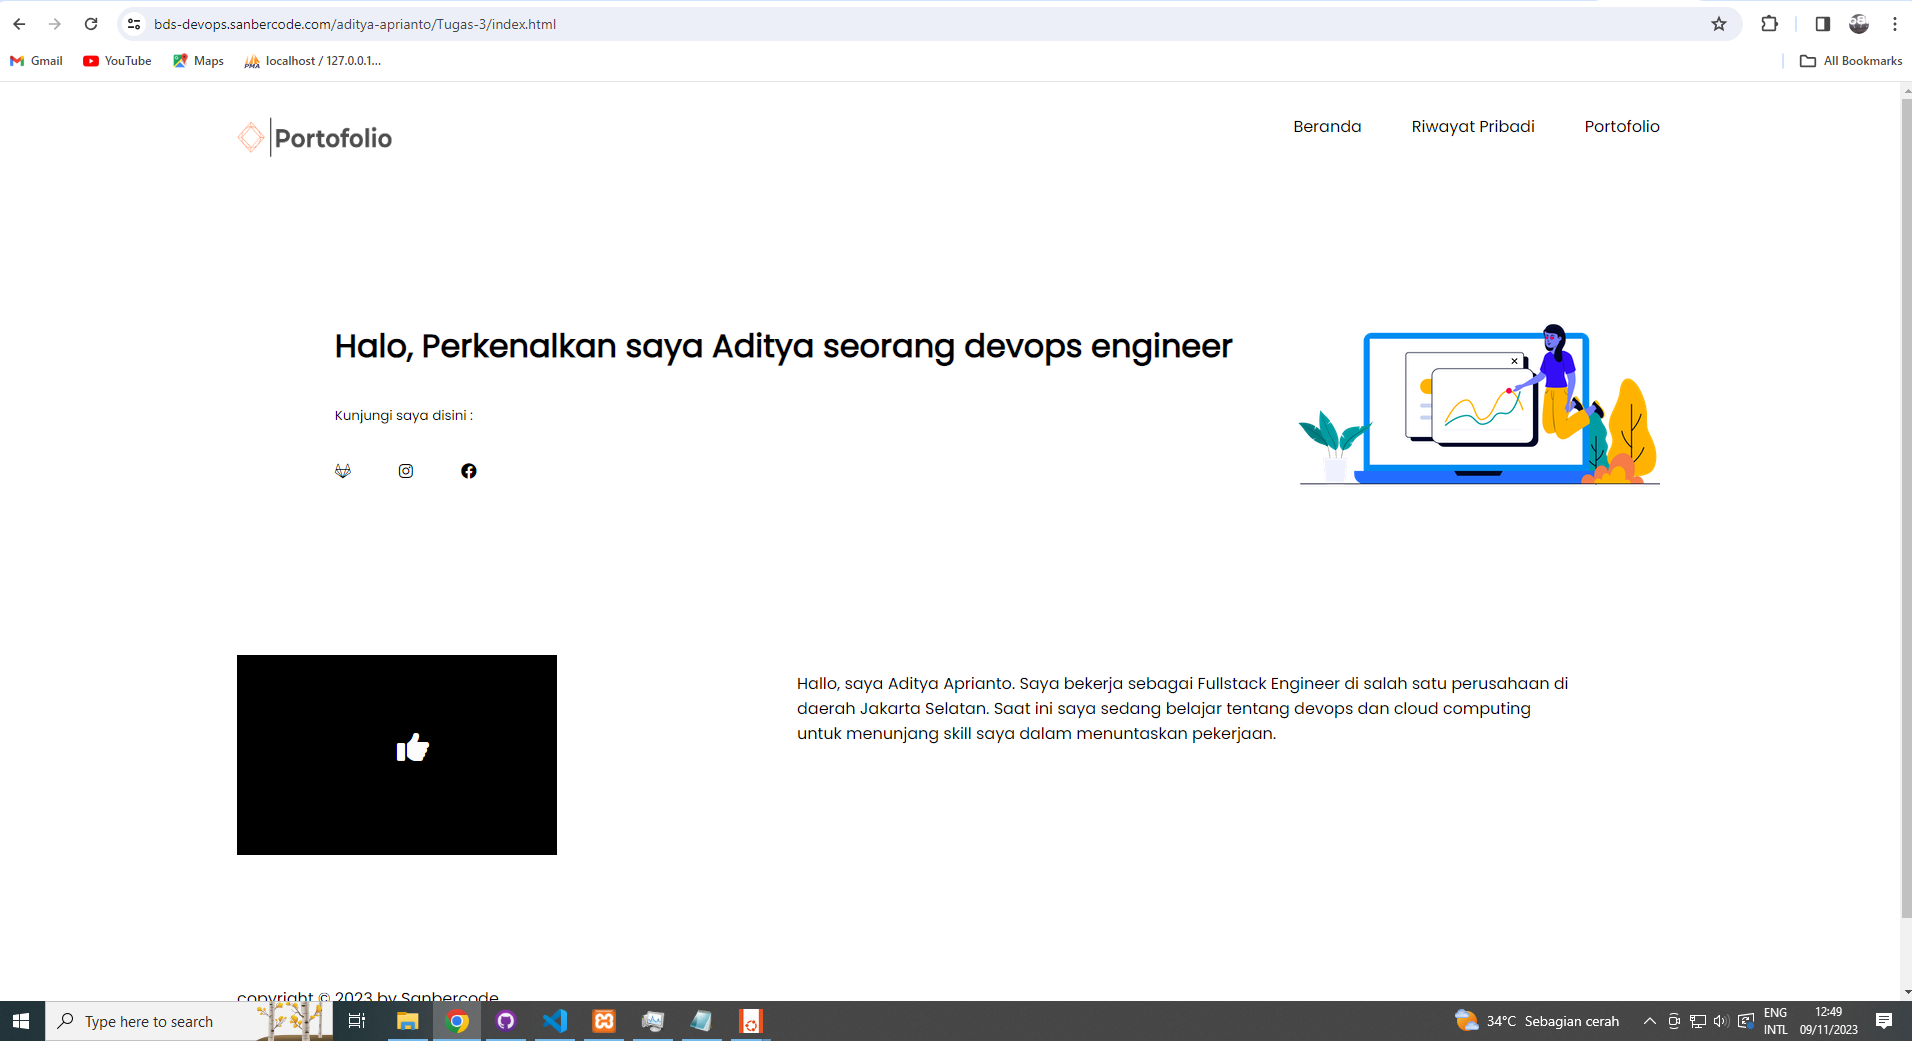 bds-devops.sanbercode.com/aditya-aprianto/Tugas-3/index.html
Gmail YouTube Maps localhost / 127.0.0.1... All Bookmarks
Portofolio Beranda Riwayat Pribadi Portofolio
Halo, Perkenalkan saya Aditya seorang devops engineer
Kunjungi saya disini :
Hallo, saya Aditya Aprianto. Saya bekerja sebagai Fullstack Engineer di salah satu perusahaan di
daerah Jakarta Selatan. Saat ini saya sedang belajar tentang devops dan cloud computing
untuk menunjang skill saya dalam menuntaskan pekerjaan.
copyright © 2023 by Sanbercode
Type here to search 34°C Sebagian cerah ENG 12:49
INTL 09/11/2023